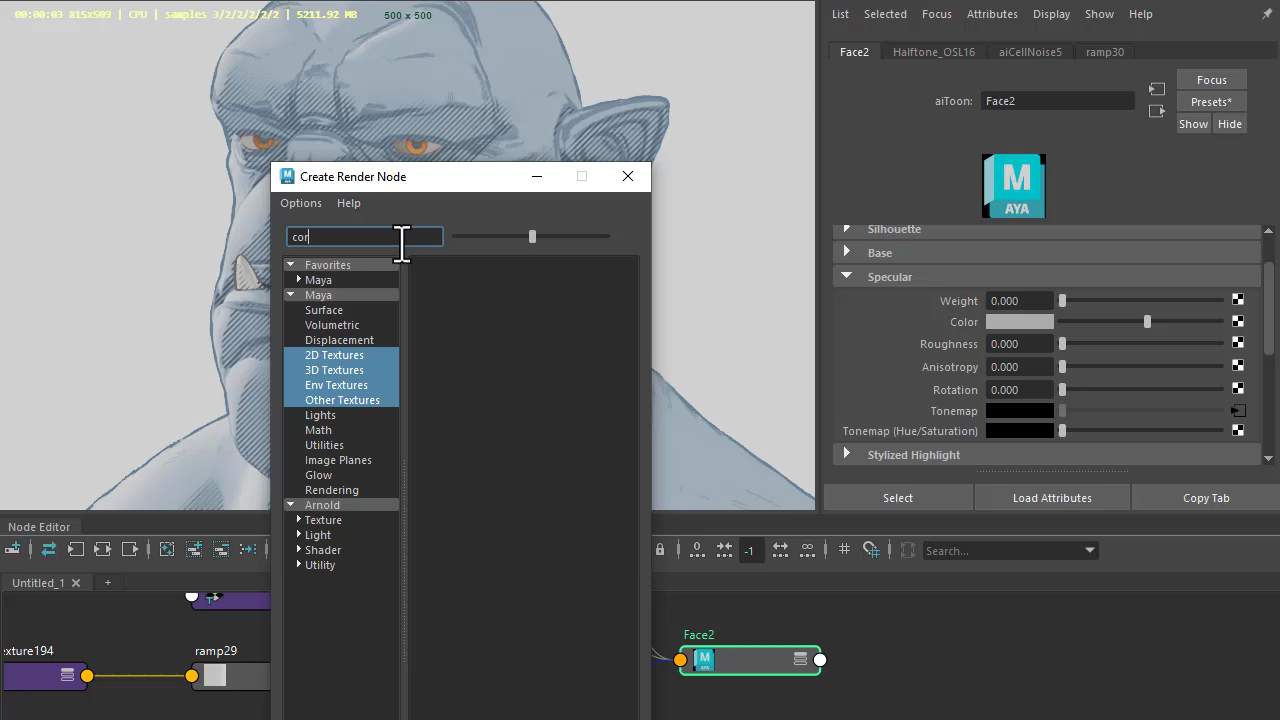 00:00:03 815x509 | CPU | samples 3/2/2/2/2/2 | 5211.92 MB
500 x 500
List Selected Focus Attributes Display Show Help
Face2 Halftone_OSL16 aiCellNoise5 ramp30
aiToon: Face2
Focus
Presets*
Show Hide
M
AYA
Silhouette
Base
Specular
Weight 0.000
Color
Roughness 0.000
Anisotropy 0.000
Rotation 0.000
Tonemap
Tonemap (Hue/Saturation)
Stylized Highlight
Select Load Attributes Copy Tab
Create Render Node
Options Help
cor
Favorites
Maya
Maya
Surface
Volumetric
Displacement
2D Textures
3D Textures
Env Textures
Other Textures
Lights
Math
Utilities
Image Planes
Glow
Rendering
Arnold
Texture
Light
Shader
Utility
Node Editor
0
-1
Search...
Untitled_1
+
exture194
ramp29
Face2
M
AYA